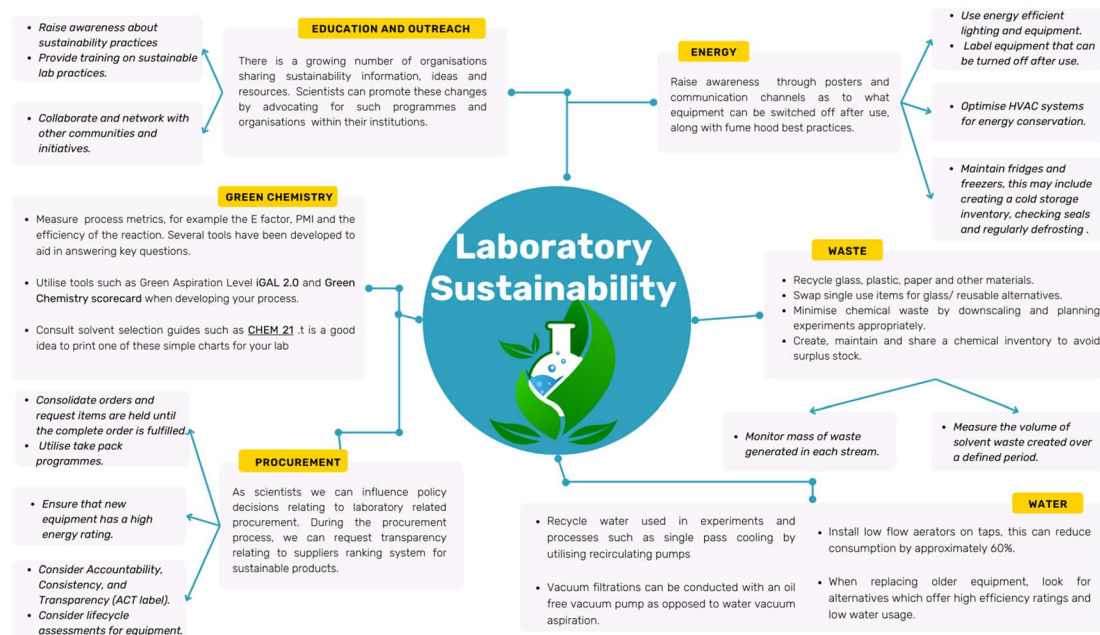 EDUCATION AND OUTREACH
There is a growing number of organisations
sharing sustainability information, ideas and
resources. Scientists can promote these changes
by advocating for such programmes and
organisations within their institutions.
• Raise awareness about
sustainability practices
• Provide training on sustainable
lab practices.
• Collaborate and network with
other communities and
initiatives.
ENERGY
Raise awareness through posters and
communication channels as to what
equipment can be switched off after use,
along with fume hood best practices.
• Use energy efficient
lighting and equipment.
• Label equipment that can
be turned off after use.
• Optimise HVAC systems
for energy conservation.
• Maintain fridges and
freezers, this may include
creating a cold storage
inventory, checking seals
and regularly defrosting .
GREEN CHEMISTRY
• Measure process metrics, for example the E factor, PMI and the
efficiency of the reaction. Several tools have been developed to
aid in answering key questions.
• Utilise tools such as Green Aspiration Level iGAL 2.0 and Green
Chemistry scorecard when developing your process.
• Consult solvent selection guides such as CHEM 21 .t is a good
idea to print one of these simple charts for your lab
Laboratory
Sustainability
WASTE
• Recycle glass, plastic, paper and other materials.
• Swap single use items for glass/ reusable alternatives.
• Minimise chemical waste by downscaling and planning
experiments appropriately.
• Create, maintain and share a chemical inventory to avoid
surplus stock.
• Monitor mass of waste
generated in each stream.
• Measure the volume of
solvent waste created over
a defined period.
PROCUREMENT
As scientists we can influence policy
decisions relating to laboratory related
procurement. During the procurement
process, we can request transparency
relating to suppliers ranking system for
sustainable products.
• Consolidate orders and
request items are held until
the complete order is fulfilled.
• Utilise take pack
programmes.
• Ensure that new
equipment has a high
energy rating.
• Consider Accountability,
Consistency, and
Transparency (ACT label).
• Consider lifecycle
assessments for equipment.
WATER
• Recycle water used in experiments and
processes such as single pass cooling by
utilising recirculating pumps
• Vacuum filtrations can be conducted with an oil
free vacuum pump as opposed to water vacuum
aspiration.
• Install low flow aerators on taps, this can reduce
consumption by approximately 60%.
• When replacing older equipment, look for
alternatives which offer high efficiency ratings and
low water usage.